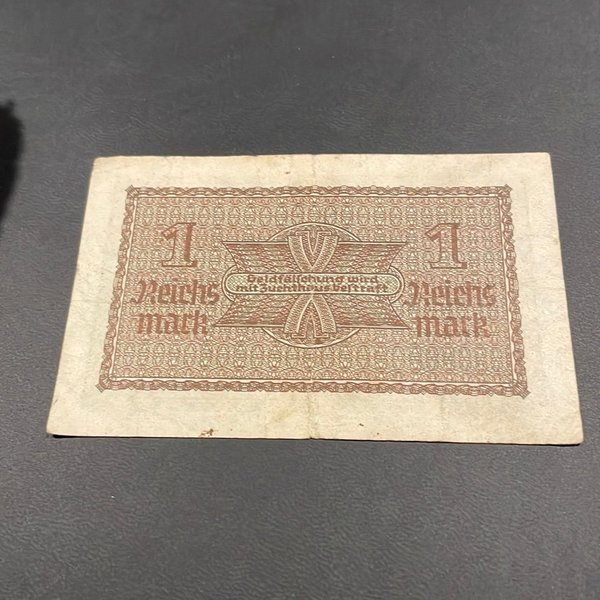 1
Reichs
mark
Geldfälschung wird
mit Zuchthaus bestraft
1
Reichs
mark